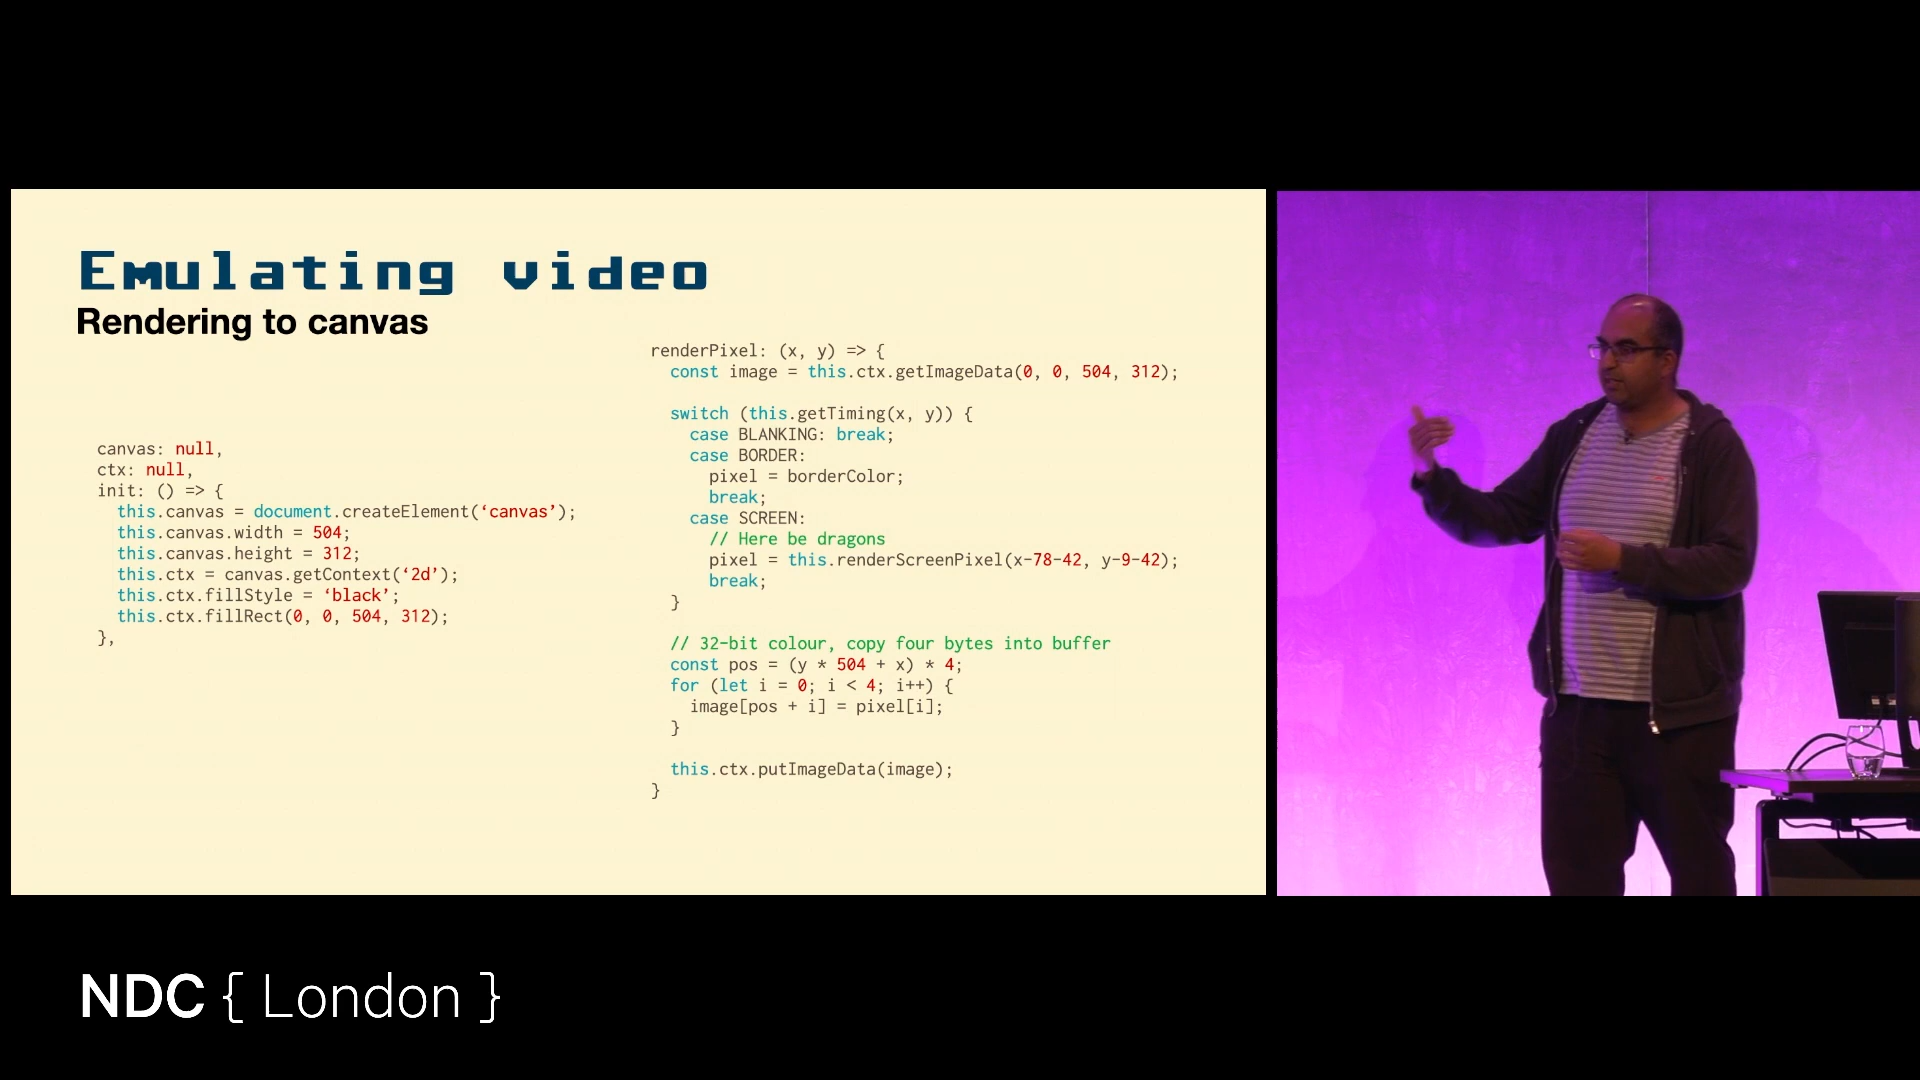 Emulating video
Rendering to canvas
canvas: null,
ctx: null,
init: () => {
this.canvas = document.createElement(‘canvas’);
this.canvas.width = 504;
this.canvas.height = 312;
this.ctx = canvas.getContext(‘2d’);
this.ctx.fillStyle = ‘black’;
this.ctx.fillRect(0, 0, 504, 312);
},
renderPixel: (x, y) => {
const image = this.ctx.getImageData(0, 0, 504, 312);
switch (this.getTiming(x, y)) {
case BLANKING: break;
case BORDER:
pixel = borderColor;
break;
case SCREEN:
// Here be dragons
pixel = this.renderScreenPixel(x-78-42, y-9-42);
break;
}
// 32-bit colour, copy four bytes into buffer
const pos = (y * 504 + x) * 4;
for (let i = 0; i < 4; i++) {
image[pos + i] = pixel[i];
}
this.ctx.putImageData(image);
}
NDC { London }